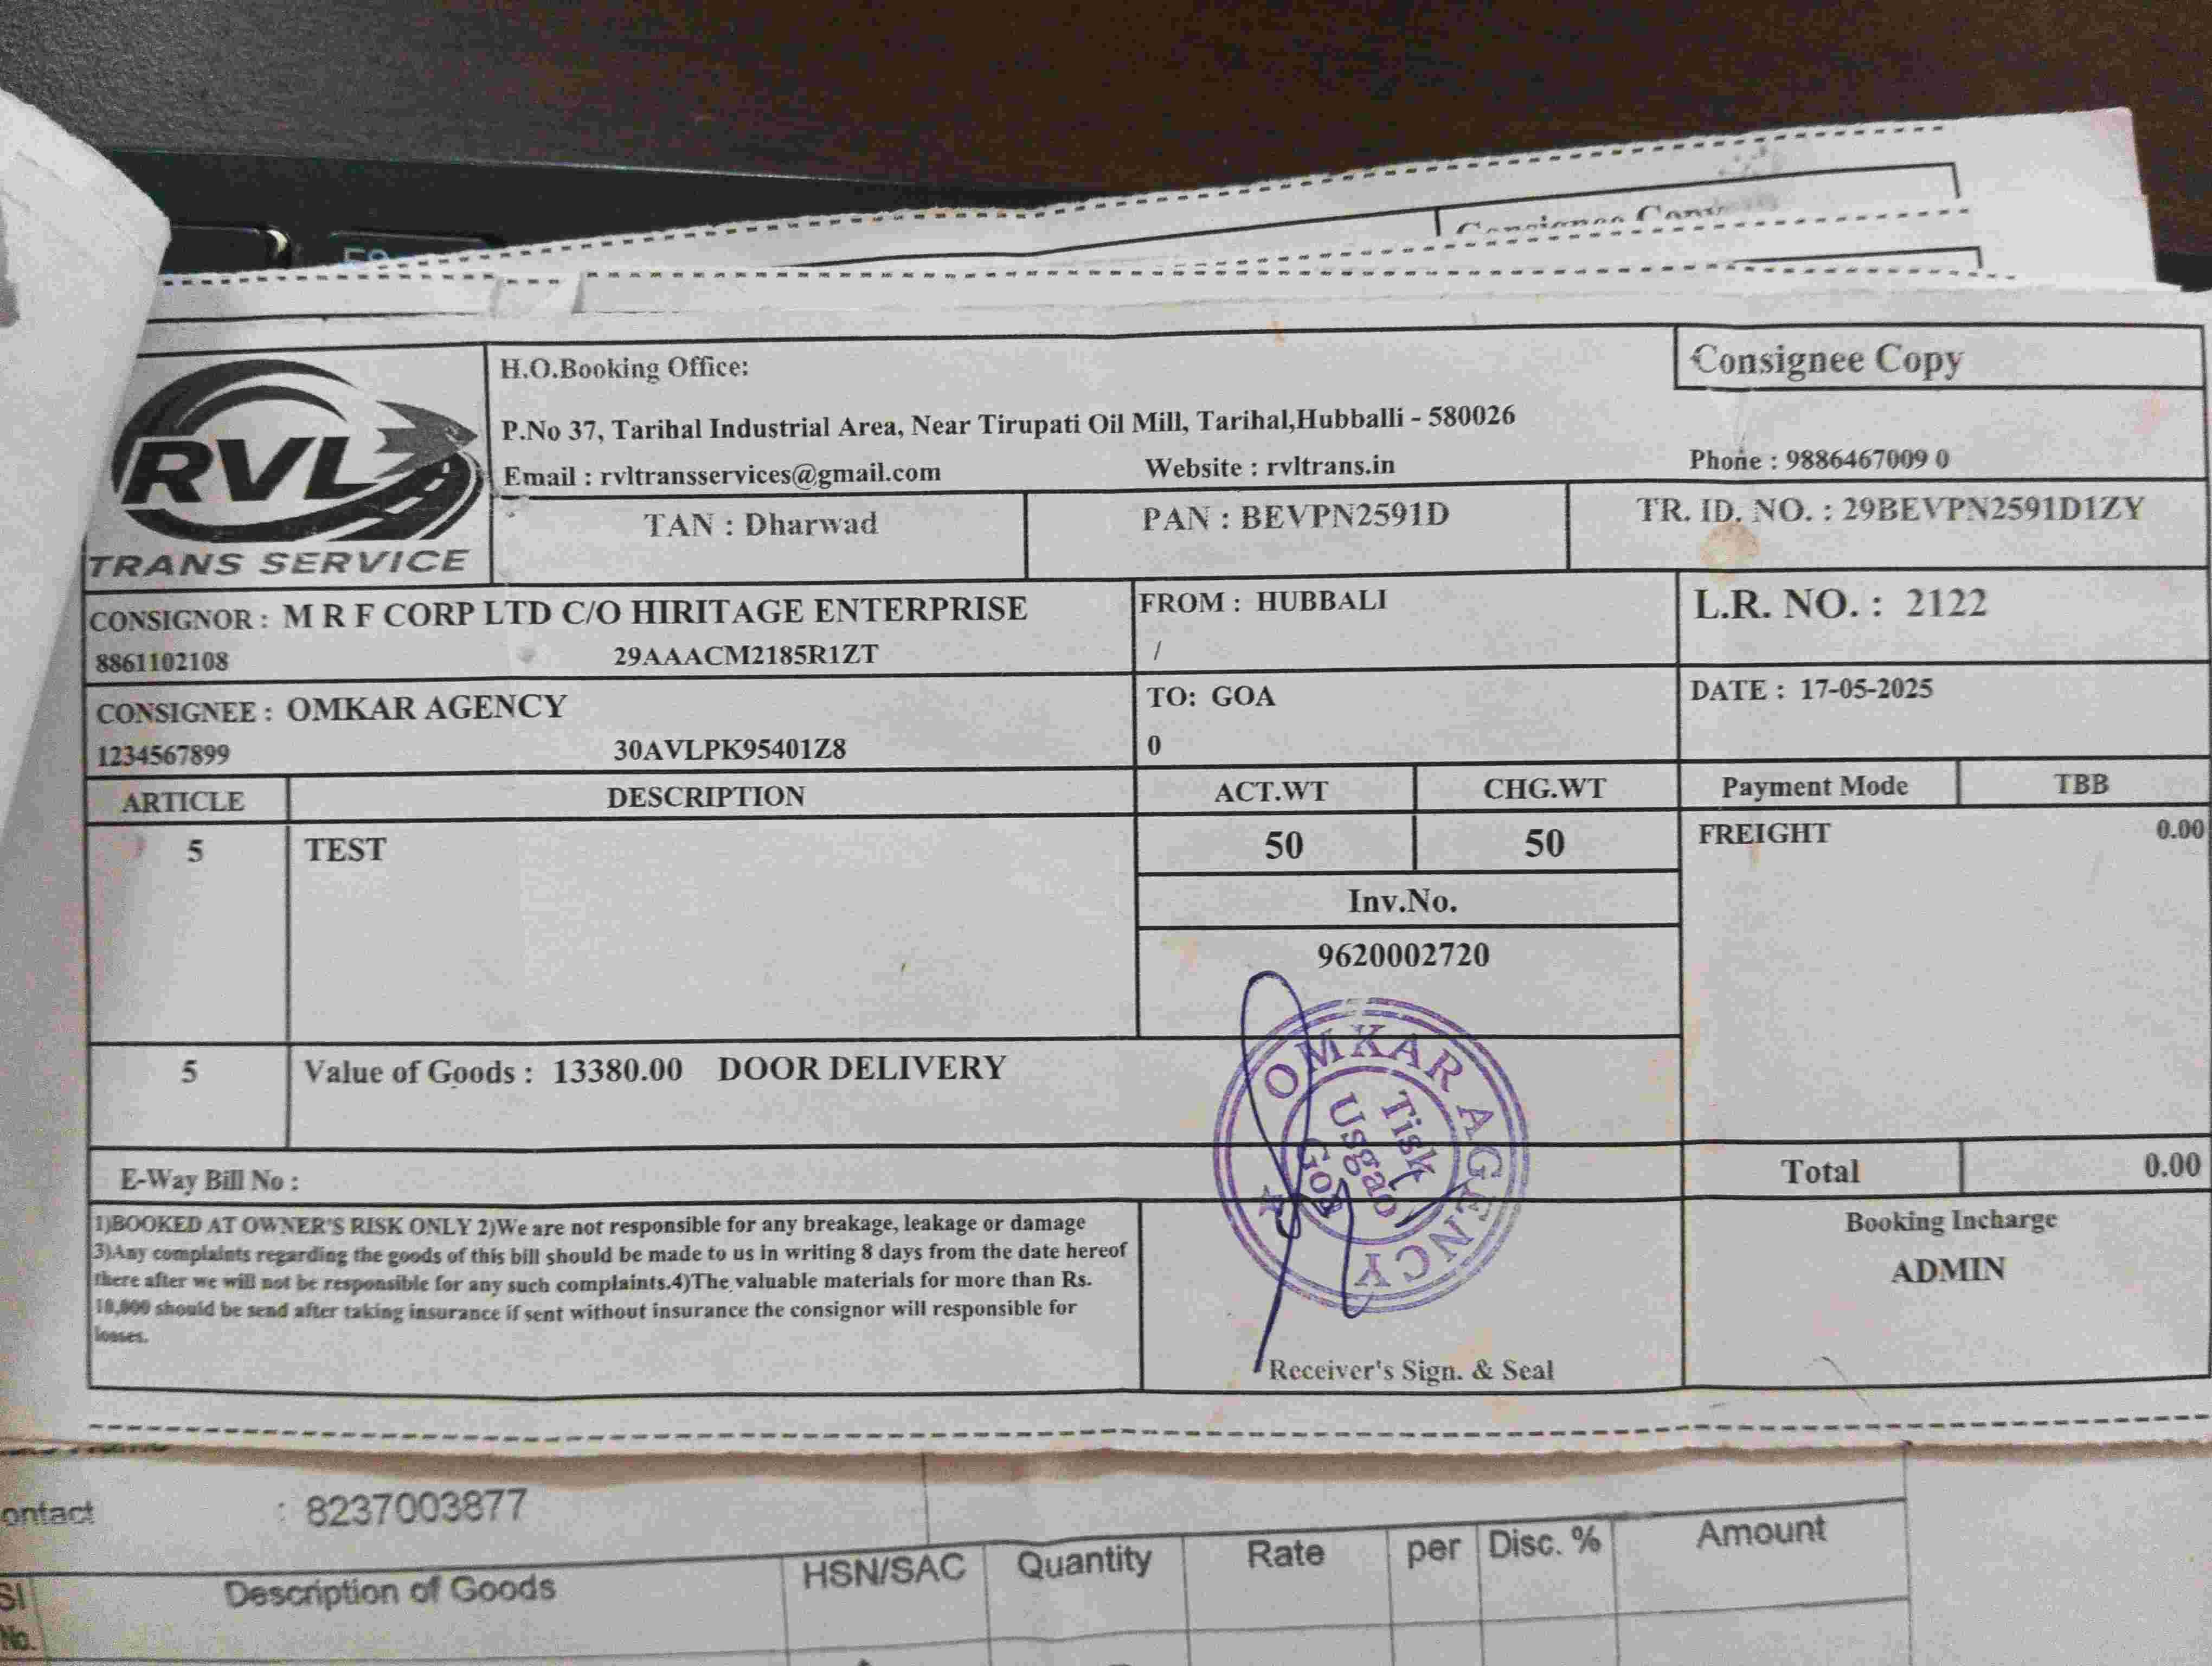 Consignee Copy
RVL
TRANS SERVICE
H.O.Booking Office:
Consignee Copy
P.No 37, Tarihal Industrial Area, Near Tirupati Oil Mill, Tarihal,Hubballi - 580026
Email : rvltransservices@gmail.com Website : rvltrans.in Phone : 9886467009 0
TAN : Dharwad PAN : BEVPN2591D TR. ID. NO. : 29BEVPN2591D1ZY
CONSIGNOR : M R F CORP LTD C/O HIRITAGE ENTERPRISE FROM : HUBBALI L.R. NO. : 2122
8861102108 29AAACM2185R1ZT /
CONSIGNEE : OMKAR AGENCY TO: GOA DATE : 17-05-2025
1234567899 30AVLPK95401Z8 0
ARTICLE DESCRIPTION ACT.WT CHG.WT Payment Mode TBB
5 TEST 50 50 FREIGHT 0.00
Inv.No.
9620002720
5 Value of Goods : 13380.00 DOOR DELIVERY
OMKAR AGENCY
Tisk
Usgao
Goa
E-Way Bill No : Total 0.00
1)BOOKED AT OWNER'S RISK ONLY 2)We are not responsible for any breakage, leakage or damage
3)Any complaints regarding the goods of this bill should be made to us in writing 8 days from the date hereof
there after we will not be responsible for any such complaints.4)The valuable materials for more than Rs.
10,000 should be send after taking insurance if sent without insurance the consignor will responsible for
losses.
Receiver's Sign. & Seal
Booking Incharge
ADMIN
ontact : 8237003877
Sl Description of Goods HSN/SAC Quantity Rate per Disc. % Amount
No.